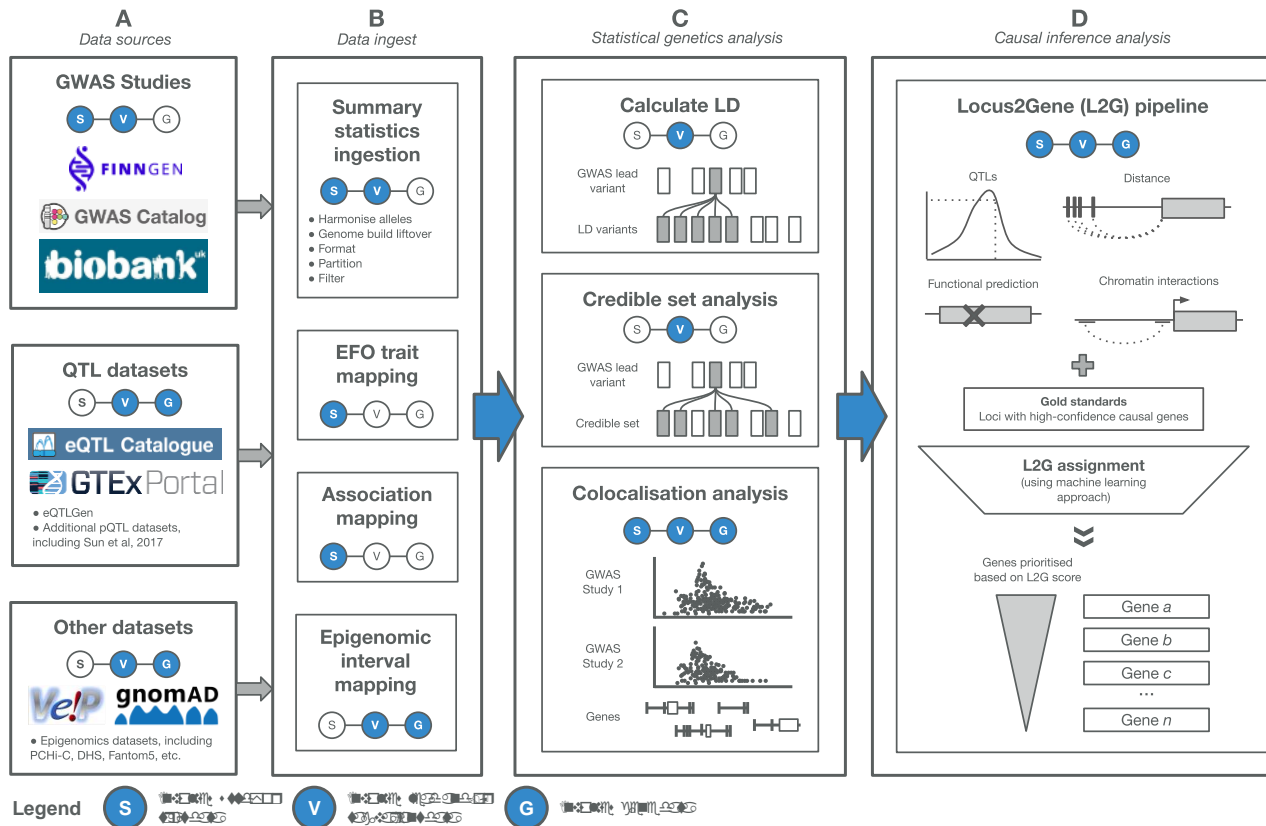 A
Data sources
GWAS Studies
S V G
FINNGEN
GWAS Catalog
biobank uk
QTL datasets
S V G
eQTL Catalogue
GTEx Portal
● eQTLGen
● Additional pQTL datasets,
including Sun et al, 2017
Other datasets
S V G
Ve!P
gnomAD
● Epigenomics datasets, including
PCHi-C, DHS, Fantom5, etc.
B
Data ingest
Summary
statistics
ingestion
S V G
● Harmonise alleles
● Genome build liftover
● Format
● Partition
● Filter
EFO trait
mapping
S V G
Association
mapping
S V G
Epigenomic
interval
mapping
S V G
C
Statistical genetics analysis
Calculate LD
S V G
GWAS lead
variant
LD variants
Credible set analysis
S V G
GWAS lead
variant
Credible set
Colocalisation analysis
S V G
GWAS
Study 1
GWAS
Study 2
Genes
D
Causal inference analysis
Locus2Gene (L2G) pipeline
S V G
QTLs
Distance
Functional prediction
Chromatin interactions
Gold standards
Loci with high-confidence causal genes
L2G assignment
(using machine learning
approach)
Genes prioritised
based on L2G score
Gene a
Gene b
Gene c
...
Gene n
Legend
S
V
G